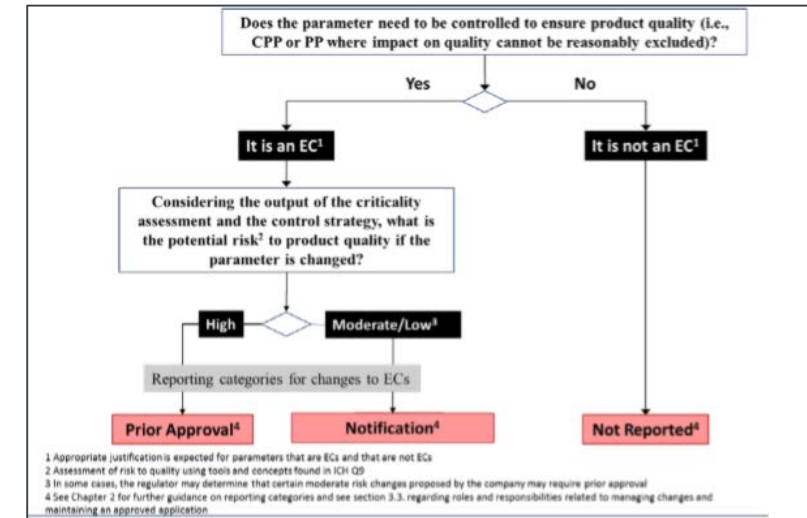 Does the parameter need to be controlled to ensure product quality (i.e.,
CPP or PP where impact on quality cannot be reasonably excluded)?
Yes
No
It is an EC¹
It is not an EC¹
Considering the output of the criticality
assessment and the control strategy, what is
the potential risk² to product quality if the
parameter is changed?
High
Moderate/Low³
Reporting categories for changes to ECs
Prior Approval⁴
Notification⁴
Not Reported⁴
1 Appropriate justification is expected for parameters that are ECs and that are not ECs
2 Assessment of risk to quality using tools and concepts found in ICH Q9
3 In some cases, the regulator may determine that certain moderate risk changes proposed by the company may require prior approval
4 See Chapter 2 for further guidance on reporting categories and see section 3.3. regarding roles and responsibilities related to managing changes and
maintaining an approved application